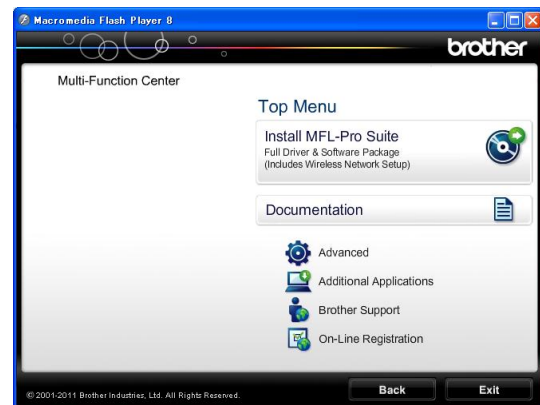 Macromedia Flash Player 8
brother
Multi-Function Center
Top Menu
Install MFL-Pro Suite
Full Driver & Software Package
(Includes Wireless Network Setup)
Documentation
Advanced
Additional Applications
Brother Support
On-Line Registration
© 2001-2011 Brother Industries, Ltd. All Rights Reserved.
Back
Exit